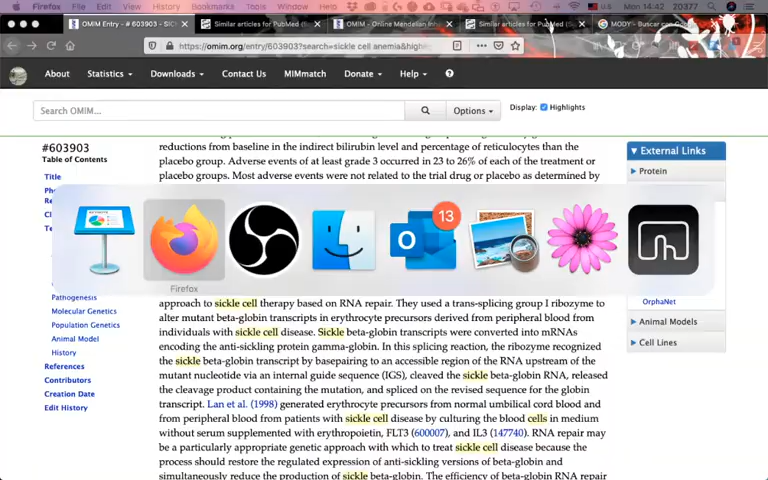 Firefox File Edit View History Bookmarks Tools Window Help
Mon 14:42 20377
OMIM Entry - # 603903 - SIC
Similar articles for PubMed (S
OMIM - Online Mendelian Inh
Similar articles for PubMed (S
MODY - Buscar con Goo
https://omim.org/entry/603903?search=sickle cell anemia&high
About
Statistics
Downloads
Contact Us
MIMmatch
Donate
Help
Search OMIM...
Options
Display:
Highlights
#603903
Table of Contents
Title
reductions from baseline in the indirect bilirubin level and percentage of reticulocytes than the
placebo group. Adverse events of at least grade 3 occurred in 23 to 26% of each of the treatment or
placebo groups. Most adverse events were not related to the trial drug or placebo as determined by
External Links
Protein
13
Firefox
Pathogenesis
Molecular Genetics
Population Genetics
Animal Model
History
References
Contributors
Creation Date
Edit History
approach to sickle cell therapy based on RNA repair. They used a trans-splicing group I ribozyme to
alter mutant beta-globin transcripts in erythrocyte precursors derived from peripheral blood from
individuals with sickle cell disease. Sickle beta-globin transcripts were converted into mRNAs
encoding the anti-sickling protein gamma-globin. In this splicing reaction, the ribozyme recognized
the sickle beta-globin transcript by basepairing to an accessible region of the RNA upstream of the
mutant nucleotide via an internal guide sequence (IGS), cleaved the sickle beta-globin RNA, released
the cleavage product containing the mutation, and spliced on the revised sequence for the globin
transcript. Lan et al. (1998) generated erythrocyte precursors from normal umbilical cord blood and
from peripheral blood from patients with sickle cell disease by culturing the blood cells in medium
without serum supplemented with erythropoietin, FLT3 (600007), and IL3 (147740). RNA repair may
be a particularly appropriate genetic approach with which to treat sickle cell disease because the
process should restore the regulated expression of anti-sickling versions of beta-globin and
simultaneously reduce the production of sickle beta-globin. The efficiency of beta-globin RNA repair
OrphaNet
Animal Models
Cell Lines